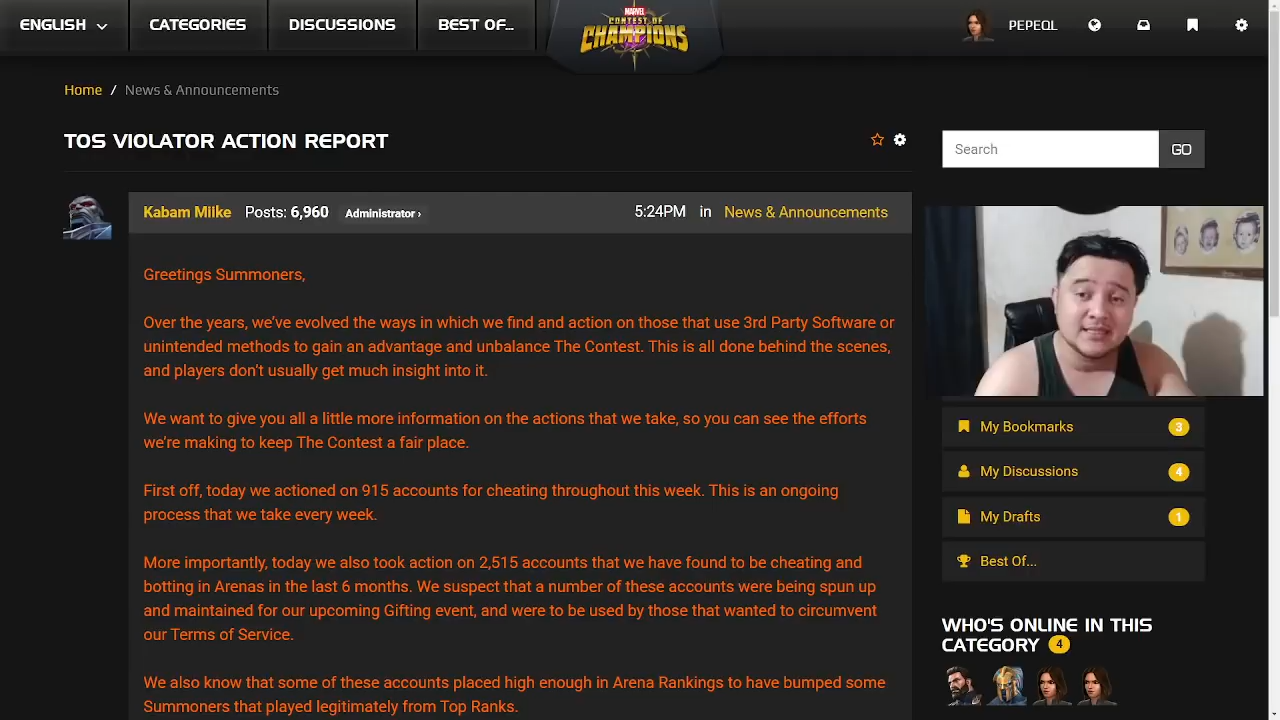 ENGLISH
CATEGORIES
DISCUSSIONS
BEST OF...
MARVEL
CONTEST OF
CHAMPIONS
PEPEQL
Home / News & Announcements
TOS VIOLATOR ACTION REPORT
Search
GO
Kabam Miike Posts: 6,960 Administrator › 5:24PM in News & Announcements
Greetings Summoners,
Over the years, we've evolved the ways in which we find and action on those that use 3rd Party Software or
unintended methods to gain an advantage and unbalance The Contest. This is all done behind the scenes,
and players don't usually get much insight into it.
We want to give you all a little more information on the actions that we take, so you can see the efforts
we're making to keep The Contest a fair place.
First off, today we actioned on 915 accounts for cheating throughout this week. This is an ongoing
process that we take every week.
More importantly, today we also took action on 2,515 accounts that we have found to be cheating and
botting in Arenas in the last 6 months. We suspect that a number of these accounts were being spun up
and maintained for our upcoming Gifting event, and were to be used by those that wanted to circumvent
our Terms of Service.
We also know that some of these accounts placed high enough in Arena Rankings to have bumped some
Summoners that played legitimately from Top Ranks.
My Bookmarks 3
My Discussions 4
My Drafts 1
Best Of...
WHO'S ONLINE IN THIS
CATEGORY 4